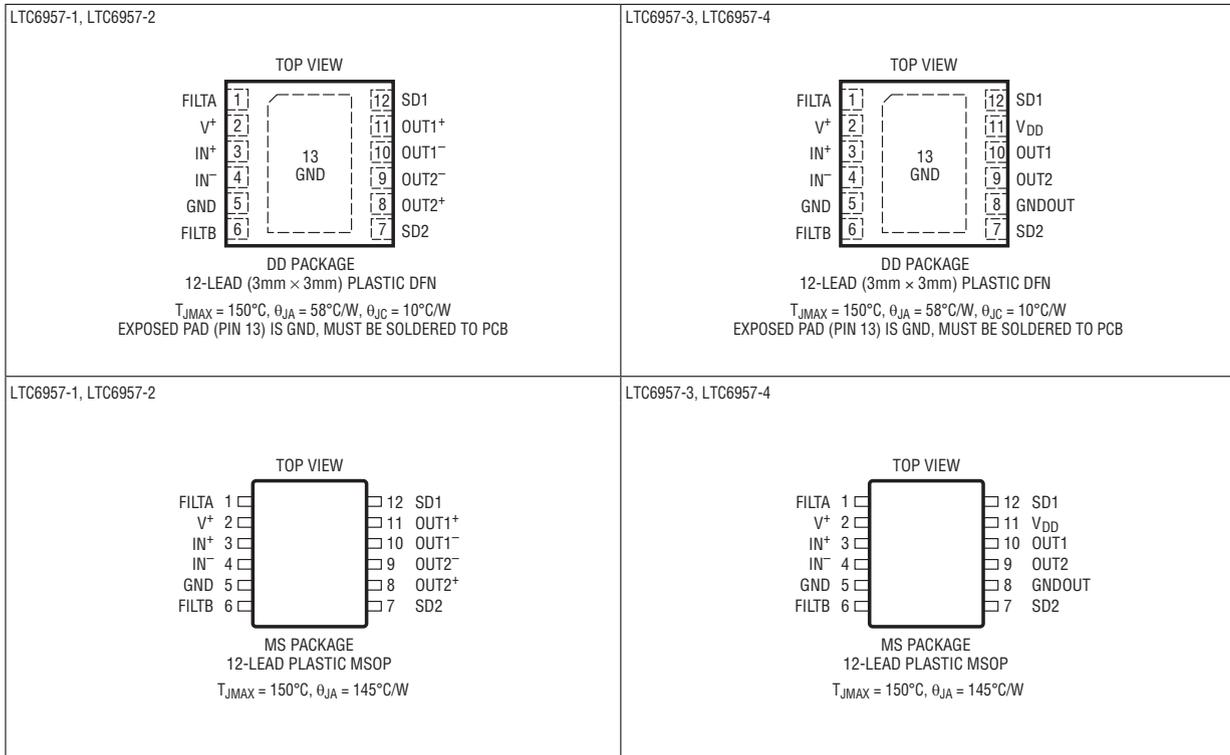 LTC6957-1, LTC6957-2
TOP VIEW
FILTA 1 12 SD1
V+ 2 11 OUT1+
IN+ 3 10 OUT1–
IN– 4 9 OUT2–
GND 5 8 OUT2+
FILTB 6 7 SD2
13
GND
DD PACKAGE
12-LEAD (3mm × 3mm) PLASTIC DFN
TJMAX = 150°C, θJA = 58°C/W, θJC = 10°C/W
EXPOSED PAD (PIN 13) IS GND, MUST BE SOLDERED TO PCB
LTC6957-3, LTC6957-4
TOP VIEW
FILTA 1 12 SD1
V+ 2 11 VDD
IN+ 3 10 OUT1
IN– 4 9 OUT2
GND 5 8 GNDOUT
FILTB 6 7 SD2
13
GND
DD PACKAGE
12-LEAD (3mm × 3mm) PLASTIC DFN
TJMAX = 150°C, θJA = 58°C/W, θJC = 10°C/W
EXPOSED PAD (PIN 13) IS GND, MUST BE SOLDERED TO PCB
LTC6957-1, LTC6957-2
TOP VIEW
FILTA 1 12 SD1
V+ 2 11 OUT1+
IN+ 3 10 OUT1–
IN– 4 9 OUT2–
GND 5 8 OUT2+
FILTB 6 7 SD2
MS PACKAGE
12-LEAD PLASTIC MSOP
TJMAX = 150°C, θJA = 145°C/W
LTC6957-3, LTC6957-4
TOP VIEW
FILTA 1 12 SD1
V+ 2 11 VDD
IN+ 3 10 OUT1
IN– 4 9 OUT2
GND 5 8 GNDOUT
FILTB 6 7 SD2
MS PACKAGE
12-LEAD PLASTIC MSOP
TJMAX = 150°C, θJA = 145°C/W